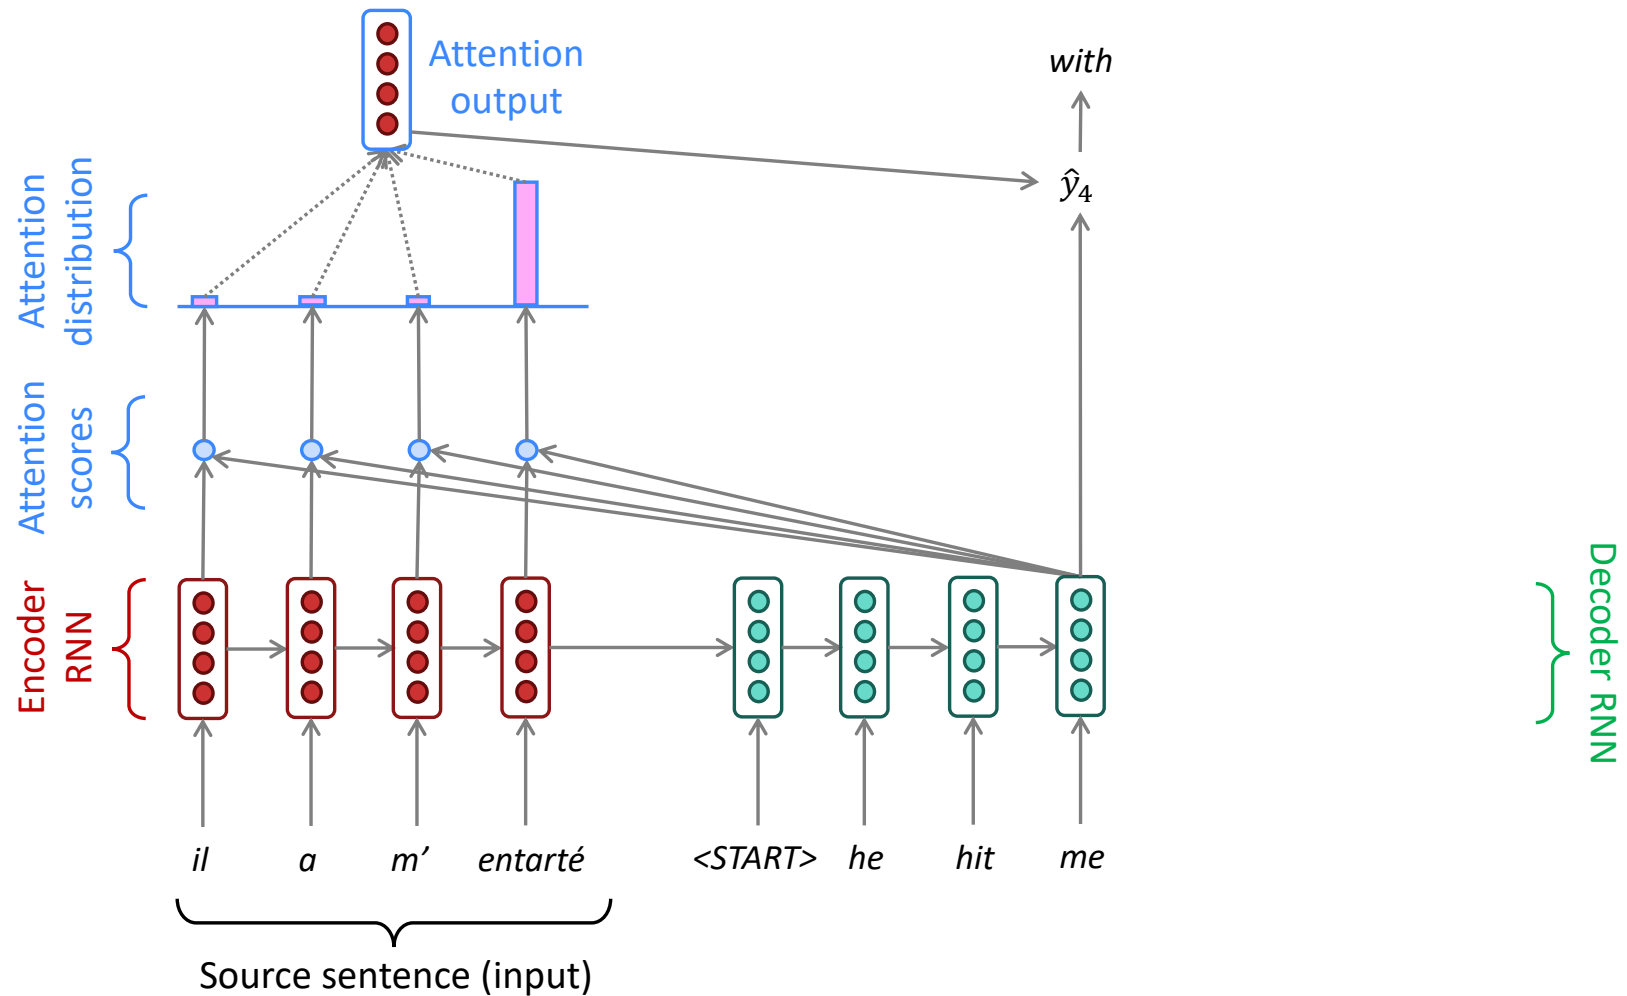 Attention
output
with
ŷ₄
Attention
distribution
Attention
scores
Encoder
RNN
Decoder RNN
il a m’ entarté <START> he hit me
Source sentence (input)